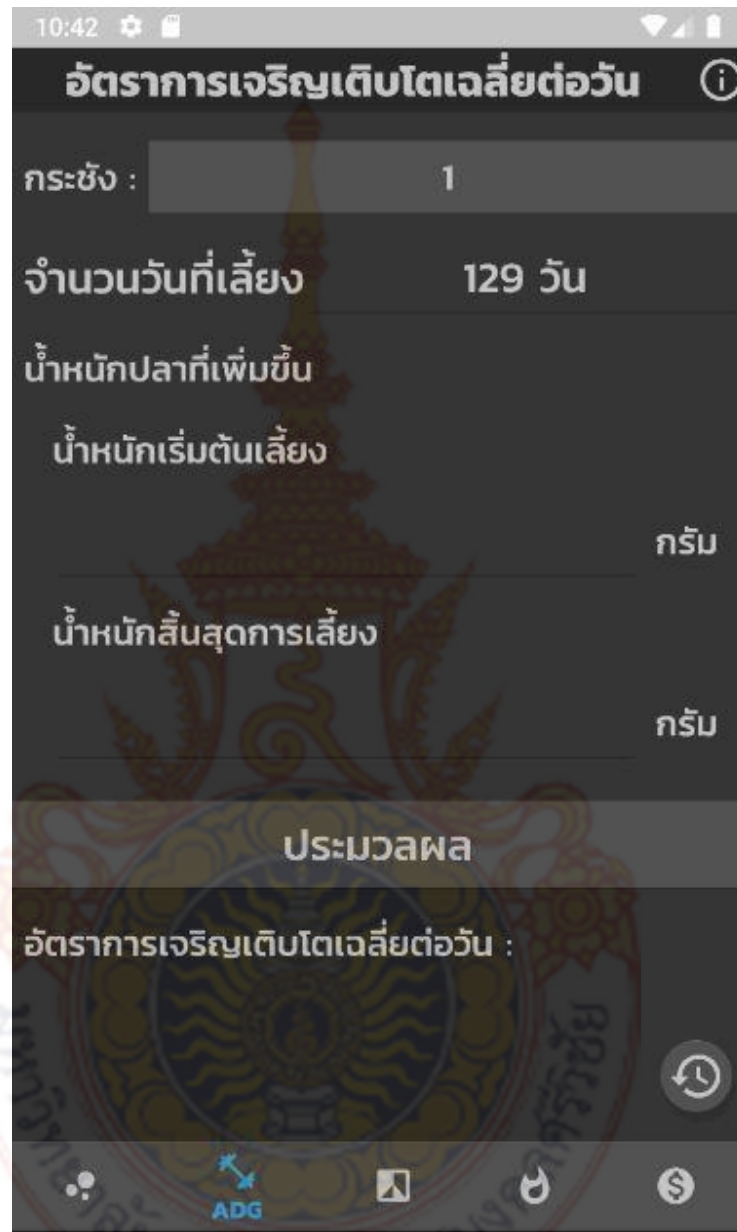 10:42
อัตราการเจริญเติบโตเฉลี่ยต่อวัน
กระชัง : 1
จำนวนวันที่เลี้ยง 129 วัน
น้ำหนักปลาที่เพิ่มขึ้น
น้ำหนักเริ่มต้นเลี้ยง
กรัม
น้ำหนักสิ้นสุดการเลี้ยง
กรัม
ประมวลผล
อัตราการเจริญเติบโตเฉลี่ยต่อวัน :
ADG